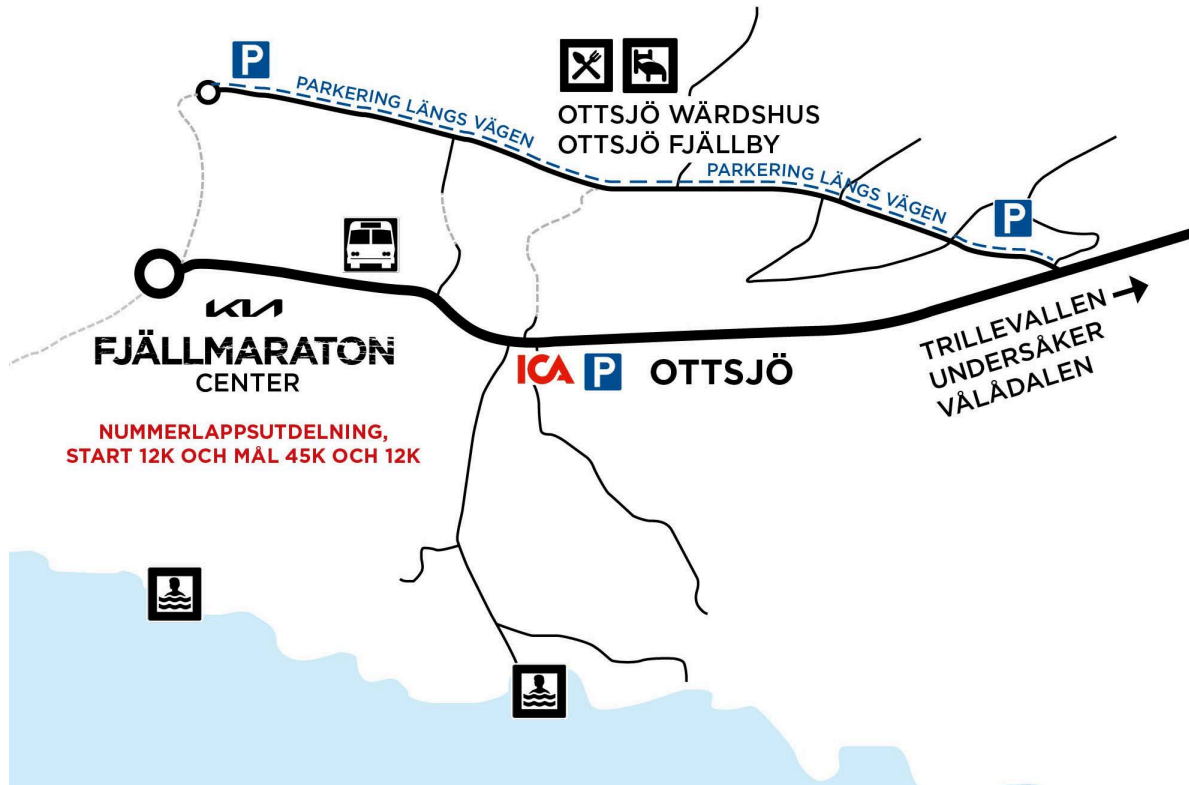 P
PARKERING LÄNGS VÄGEN
OTTSJÖ WÄRDSHUS
OTTSJÖ FJÄLLBY
PARKERING LÄNGS VÄGEN
P
KIA
FJÄLLMARATON
CENTER
NUMMERLAPPSUTDELNING,
START 12K OCH MÅL 45K OCH 12K
ICA P OTTSJÖ
TRILLEVALLEN
UNDERSÅKER
VÅLÅDALEN